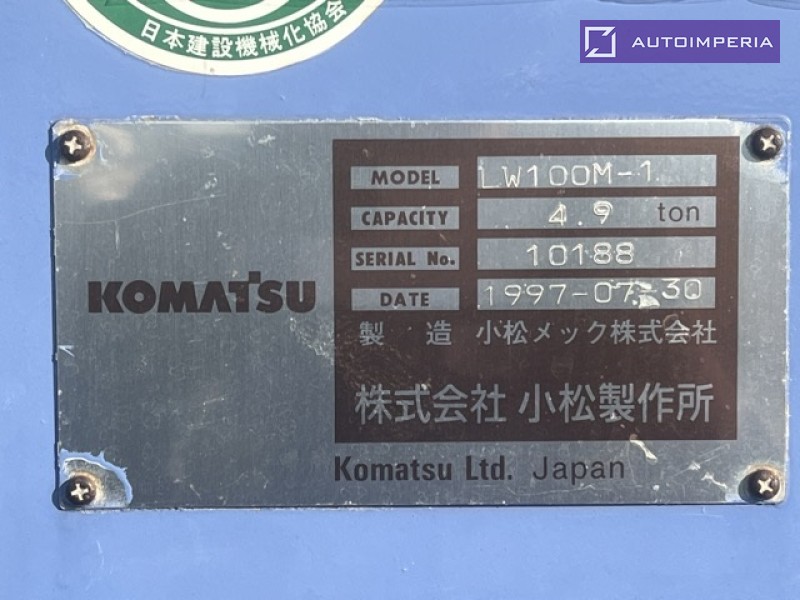 日本建設機械化協会
AUTOIMPERIA
KOMATSU
MODEL LW100M-1
CAPACITY 4.9 ton
SERIAL No. 10188
DATE 1997-07-30
製 造 小松メック株式会社
株式会社 小松製作所
Komatsu Ltd. Japan